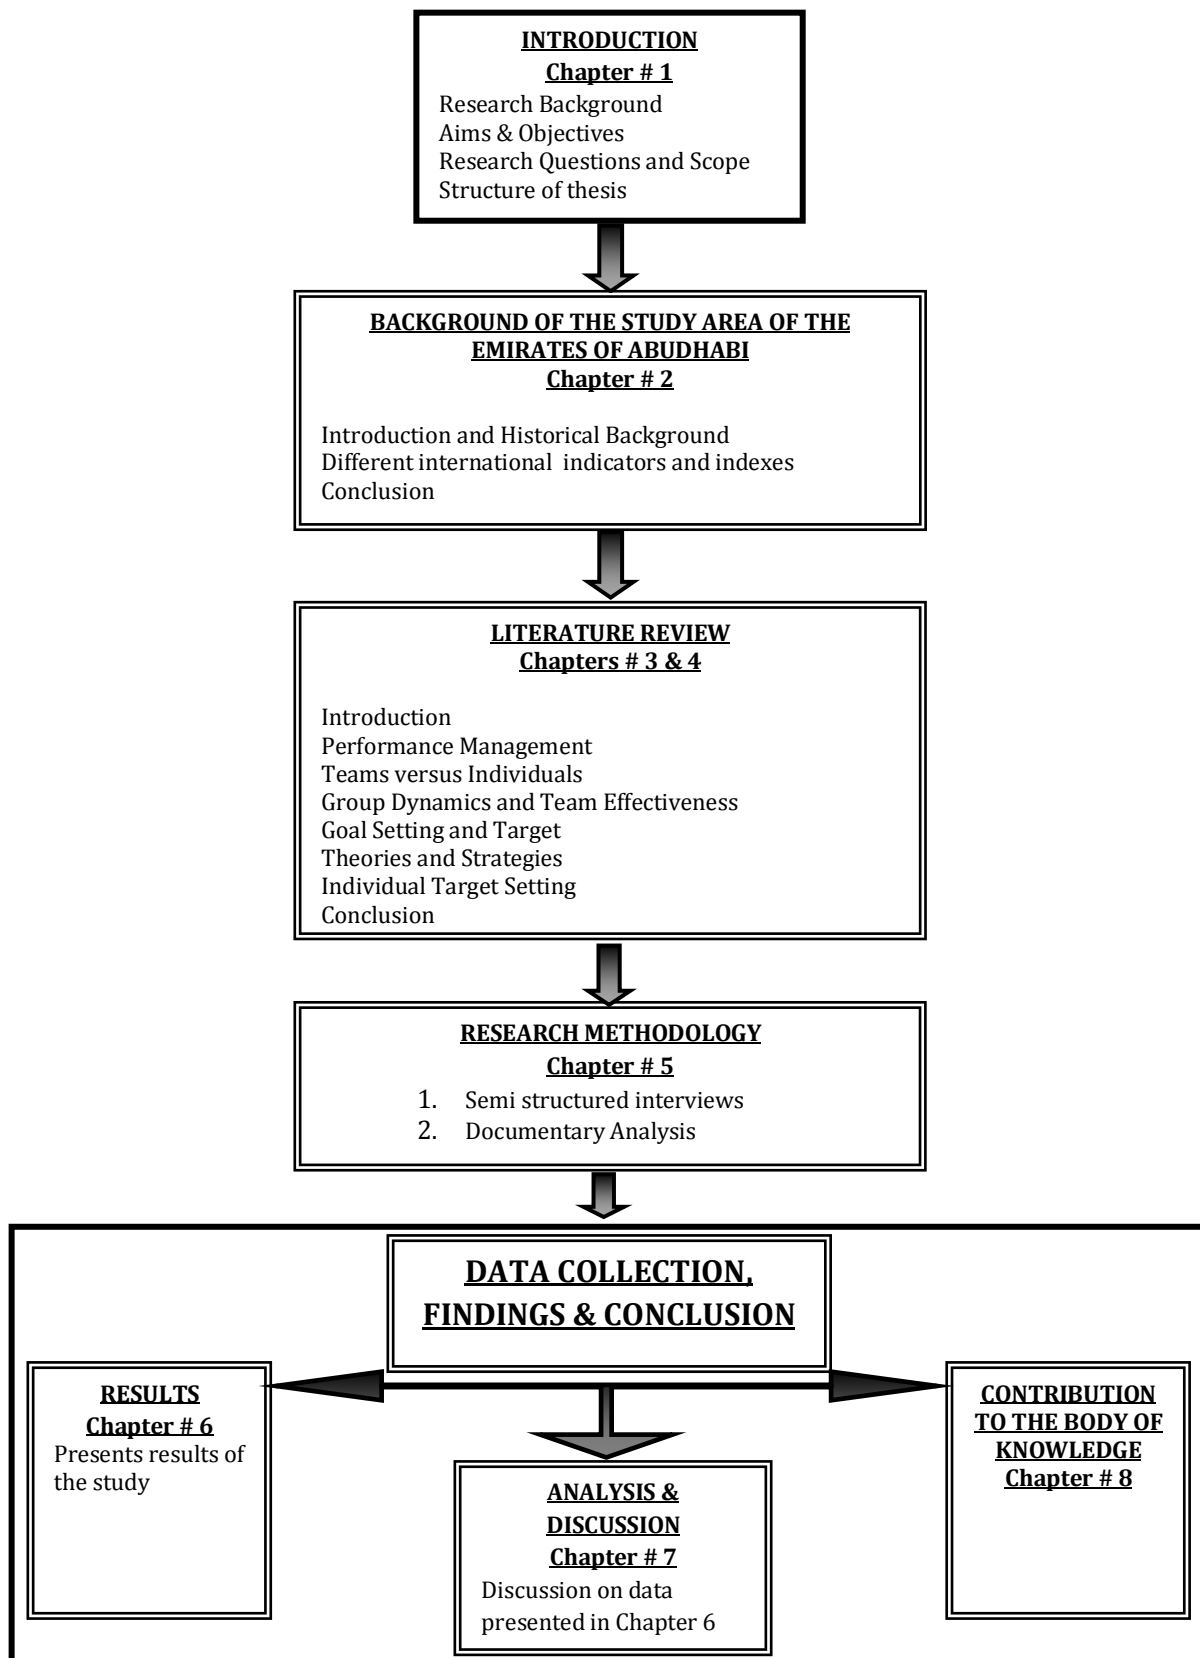 INTRODUCTION
Chapter # 1
Research Background
Aims & Objectives
Research Questions and Scope
Structure of thesis
BACKGROUND OF THE STUDY AREA OF THE
EMIRATES OF ABUDHABI
Chapter # 2
Introduction and Historical Background
Different international indicators and indexes
Conclusion
LITERATURE REVIEW
Chapters # 3 & 4
Introduction
Performance Management
Teams versus Individuals
Group Dynamics and Team Effectiveness
Goal Setting and Target
Theories and Strategies
Individual Target Setting
Conclusion
RESEARCH METHODOLOGY
Chapter # 5
1. Semi structured interviews
2. Documentary Analysis
DATA COLLECTION,
FINDINGS & CONCLUSION
RESULTS
Chapter # 6
Presents results of
the study
ANALYSIS &
DISCUSSION
Chapter # 7
Discussion on data
presented in Chapter 6
CONTRIBUTION
TO THE BODY OF
KNOWLEDGE
Chapter # 8